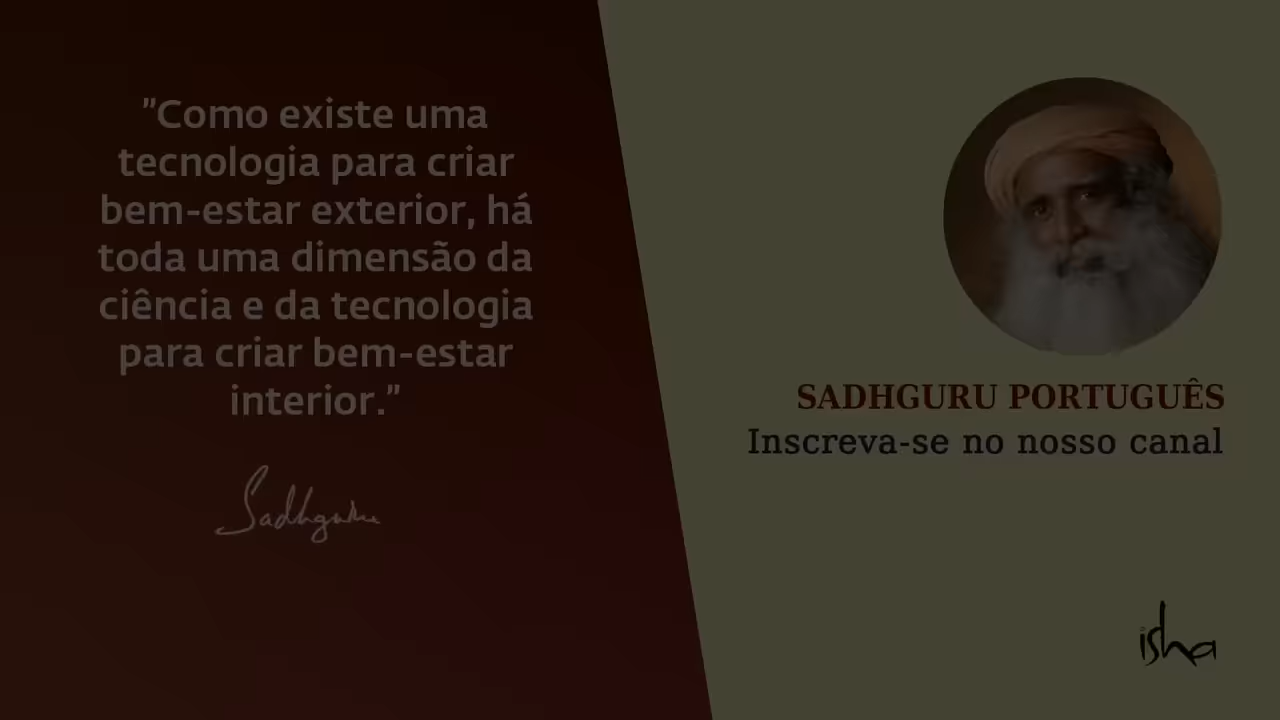 "Como existe uma
tecnologia para criar
bem-estar exterior, há
toda uma dimensão da
ciência e da tecnologia
para criar bem-estar
interior."
Sadhguru
SADHGURU PORTUGUÊS
Inscreva-se no nosso canal
isha